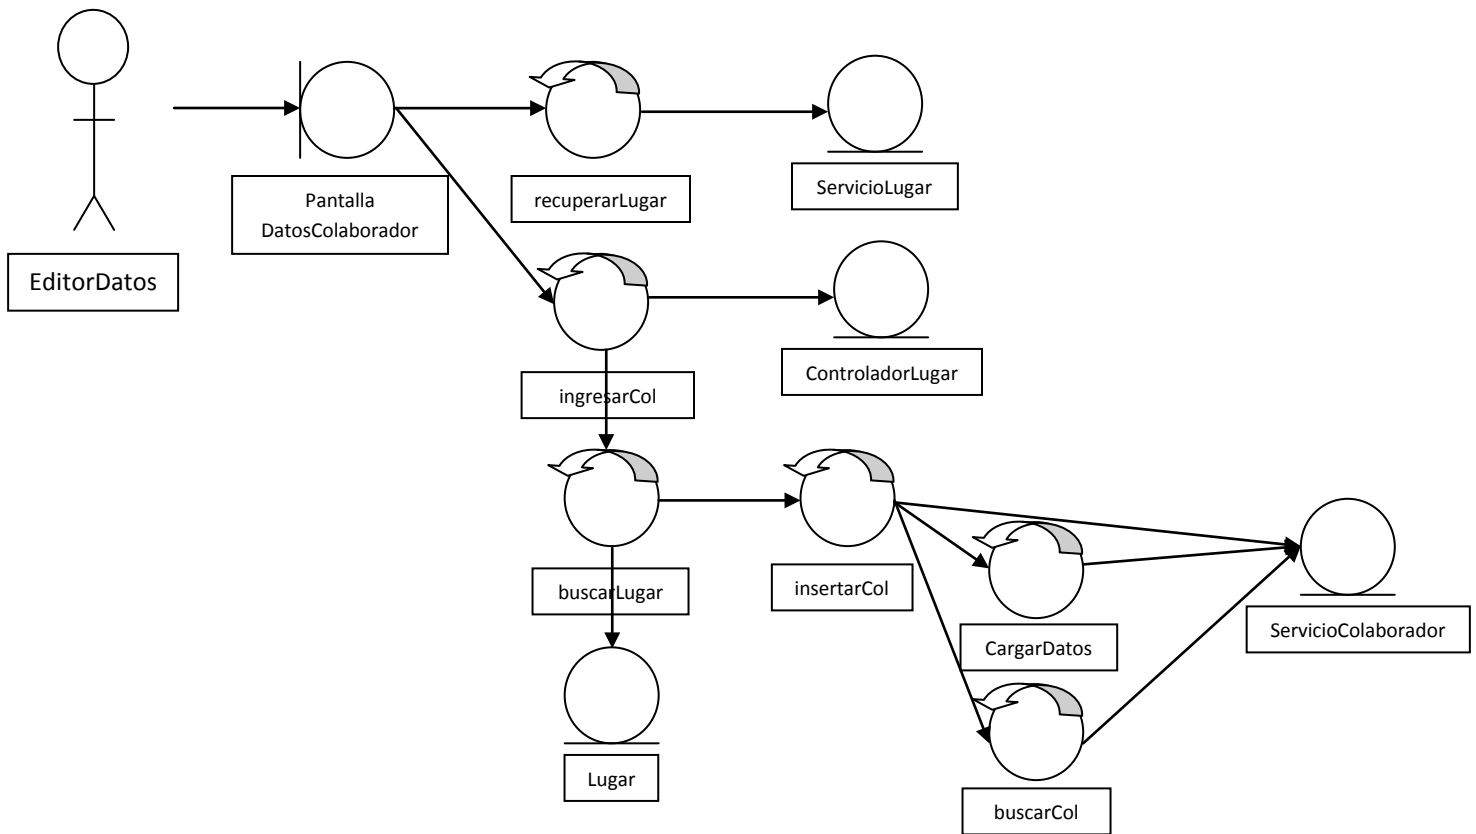 Pantalla
DatosColaborador
recuperarLugar
ServicioLugar
EditorDatos
ingresarCol
ControladorLugar
buscarLugar
insertarCol
CargarDatos
ServicioColaborador
Lugar
buscarCol